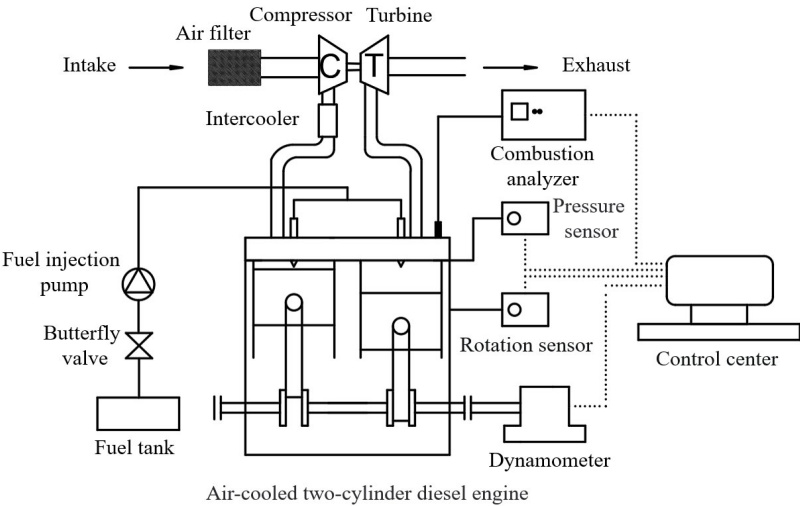 Compressor Turbine
Air filter
Intake
C
T
Exhaust
Intercooler
Combustion
analyzer
Pressure
sensor
Fuel injection
pump
Butterfly
valve
Rotation sensor
Control center
Fuel tank
Dynamometer
Air-cooled two-cylinder diesel engine